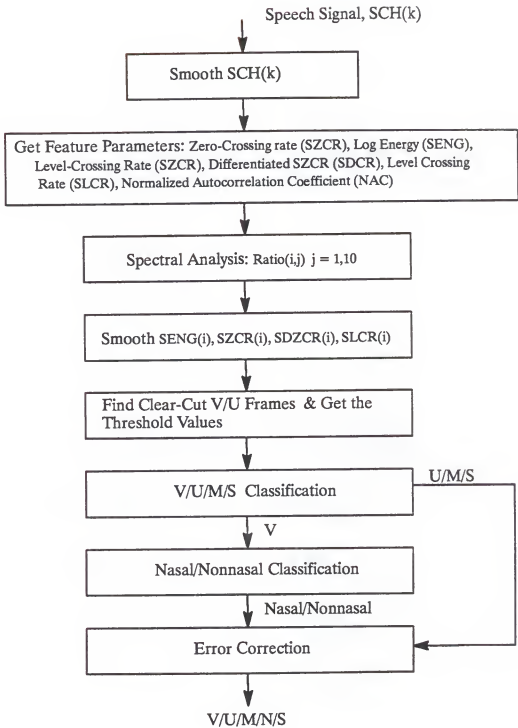 Speech Signal, SCH(k)
Smooth SCH(k)
Get Feature Parameters: Zero-Crossing rate (SZCR), Log Energy (SENG),
Level-Crossing Rate (SZCR), Differentiated SZCR (SDCR), Level Crossing
Rate (SLCR), Normalized Autocorrelation Coefficient (NAC)
Spectral Analysis: Ratio(i,j) j = 1,10
Smooth SENG(i), SZCR(i), SDZCR(i), SLCR(i)
Find Clear-Cut V/U Frames & Get the
Threshold Values
V/U/M/S Classification
U/M/S
V
Nasal/Nonnasal Classification
Nasal/Nonnasal
Error Correction
V/U/M/N/S